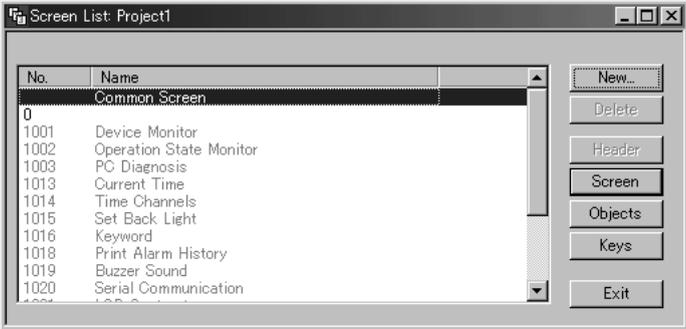 Screen List: Project1
No. Name
Common Screen
0
1001 Device Monitor
1002 Operation State Monitor
1003 PC Diagnosis
1013 Current Time
1014 Time Channels
1015 Set Back Light
1016 Keyword
1018 Print Alarm History
1019 Buzzer Sound
1020 Serial Communication
New...
Delete
Header
Screen
Objects
Keys
Exit